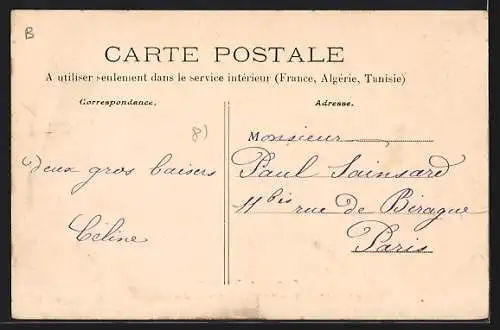 B
CARTE POSTALE
A utiliser seulement dans le service intérieur (France, Algérie, Tunisie)
Correspondance.
Adresse.
8)
deux gros baisers
Céline
Monsieur
Paul Sainsard
11 bis rue de Birague
Paris